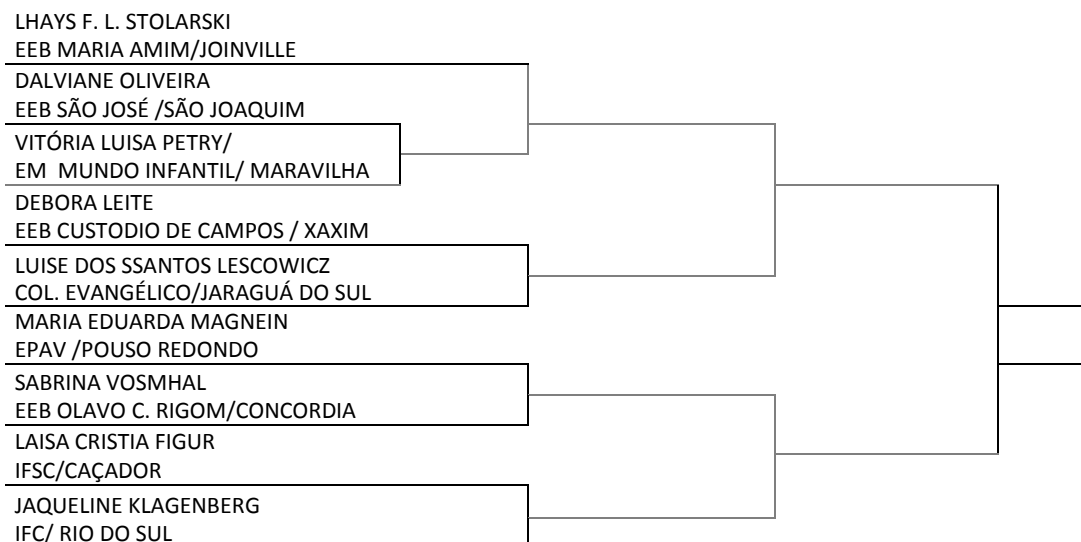 LHAYS F. L. STOLARSKI
EEB MARIA AMIM/JOINVILLE
DALVIANE OLIVEIRA
EEB SÃO JOSÉ /SÃO JOAQUIM
VITÓRIA LUISA PETRY/
EM  MUNDO INFANTIL/ MARAVILHA
DEBORA LEITE
EEB CUSTODIO DE CAMPOS / XAXIM
LUISE DOS SSANTOS LESCOWICZ
COL. EVANGÉLICO/JARAGUÁ DO SUL
MARIA EDUARDA MAGNEIN
EPAV /POUSO REDONDO
SABRINA VOSMHAL
EEB OLAVO C. RIGOM/CONCORDIA
LAISA CRISTIA FIGUR
IFSC/CAÇADOR
JAQUELINE KLAGENBERG
IFC/ RIO DO SUL